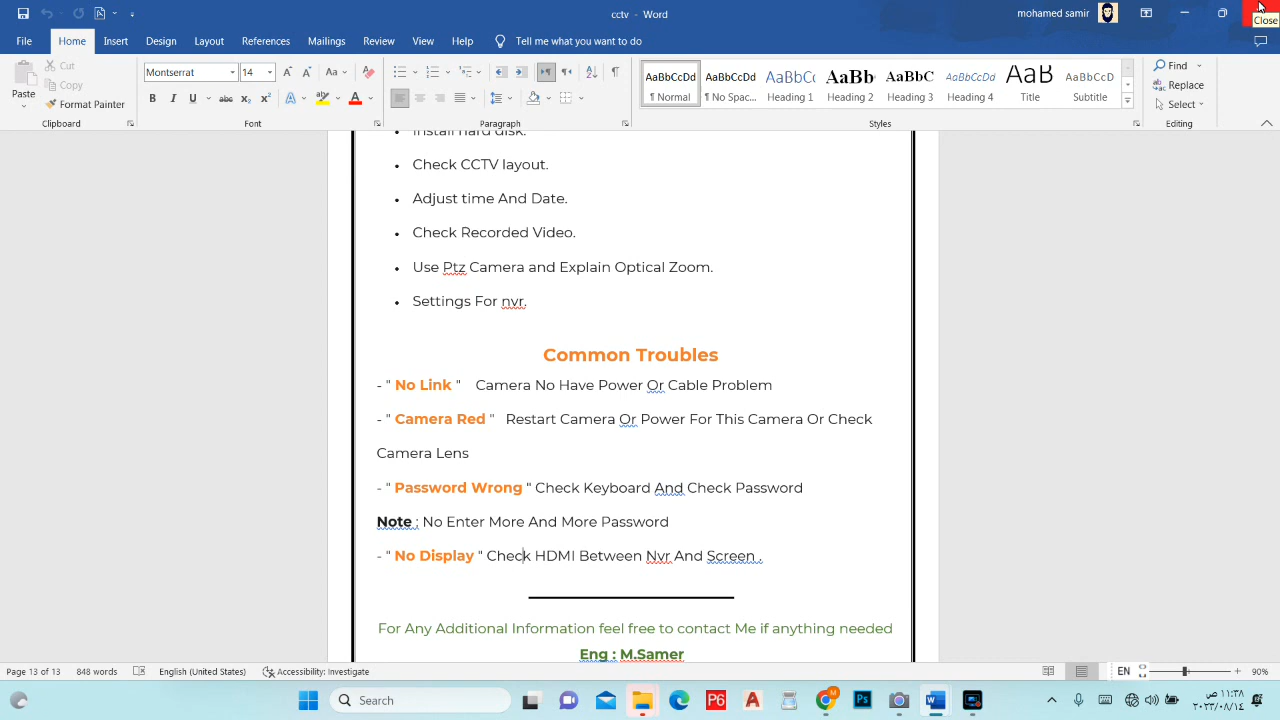 cctv - Word
mohamed samir
Close
File Home Insert Design Layout References Mailings Review View Help Tell me what you want to do
Paste
Cut
Copy
Format Painter
Montserrat 14
AaBbCcDd AaBbCcDd AaBbCc AaBb AaBbC AaBbCcDd AaB AaBbCcD
¶ Normal ¶ No Spac... Heading 1 Heading 2 Heading 3 Heading 4 Title Subtitle
Find
Replace
Select
Clipboard Font Paragraph Styles Editing
• Install hard disk.
• Check CCTV layout.
• Adjust time And Date.
• Check Recorded Video.
• Use Ptz Camera and Explain Optical Zoom.
• Settings For nvr.
Common Troubles
- " No Link " Camera No Have Power Or Cable Problem
- " Camera Red " Restart Camera Or Power For This Camera Or Check
Camera Lens
- " Password Wrong " Check Keyboard And Check Password
Note : No Enter More And More Password
- " No Display " Check HDMI Between Nvr And Screen .
For Any Additional Information feel free to contact Me if anything needed
Eng : M.Samer
Page 13 of 13 848 words English (United States) Accessibility: Investigate EN 90%
Search
١١:٢٨ ص
٢٠٢٣/٠٨/٢٨